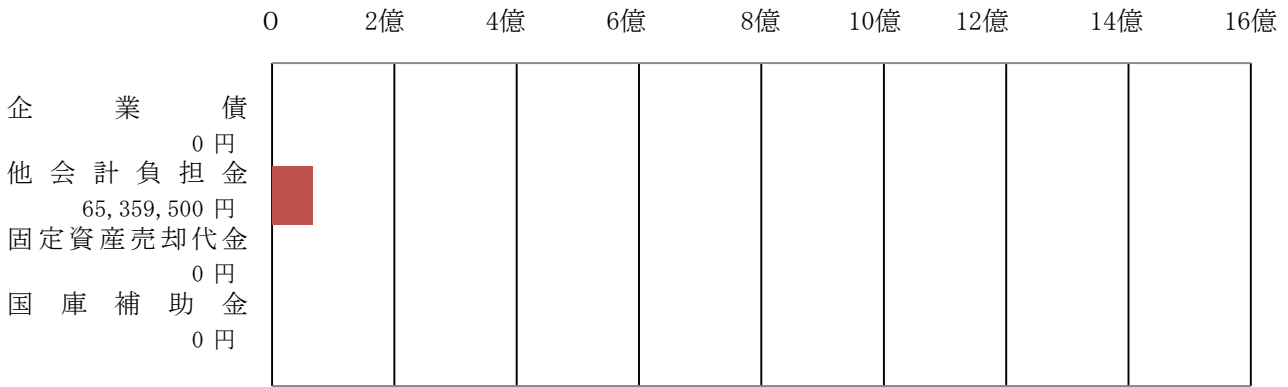 0 2億 4億 6億 8億 10億 12億 14億 16億
企業債
0 円
他会計負担金
65,359,500 円
固定資産売却代金
0 円
国庫補助金
0 円